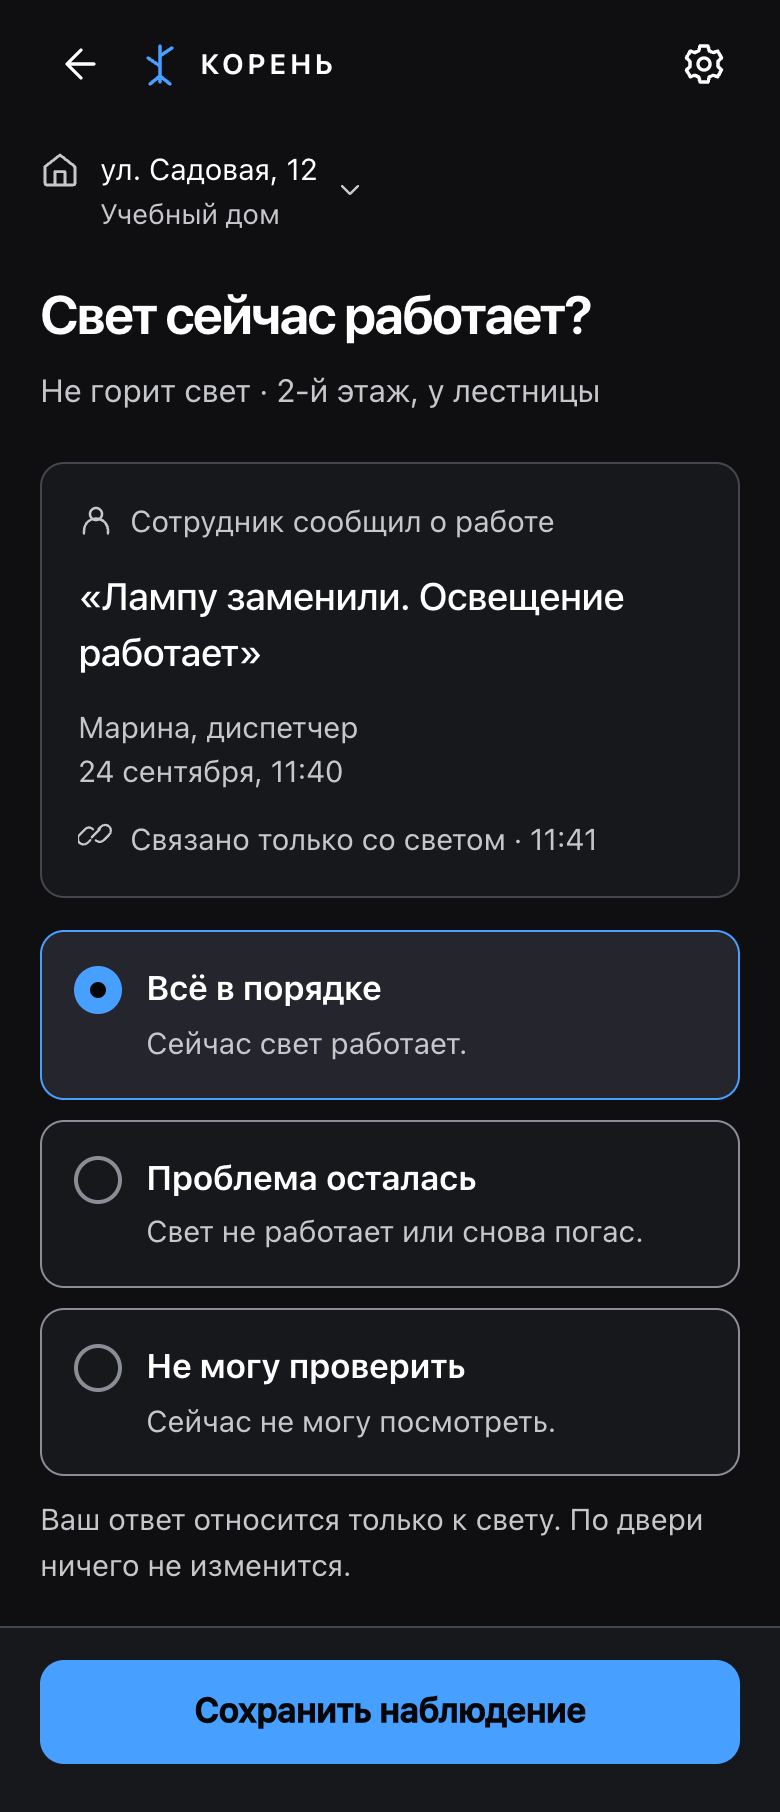 КОРЕНЬ
ул. Садовая, 12
Учебный дом
Свет сейчас работает?
Не горит свет · 2-й этаж, у лестницы
Сотрудник сообщил о работе
«Лампу заменили. Освещение
работает»
Марина, диспетчер
24 сентября, 11:40
Связано только со светом · 11:41
Всё в порядке
Сейчас свет работает.
Проблема осталась
Свет не работает или снова погас.
Не могу проверить
Сейчас не могу посмотреть.
Ваш ответ относится только к свету. По двери
ничего не изменится.
Сохранить наблюдение